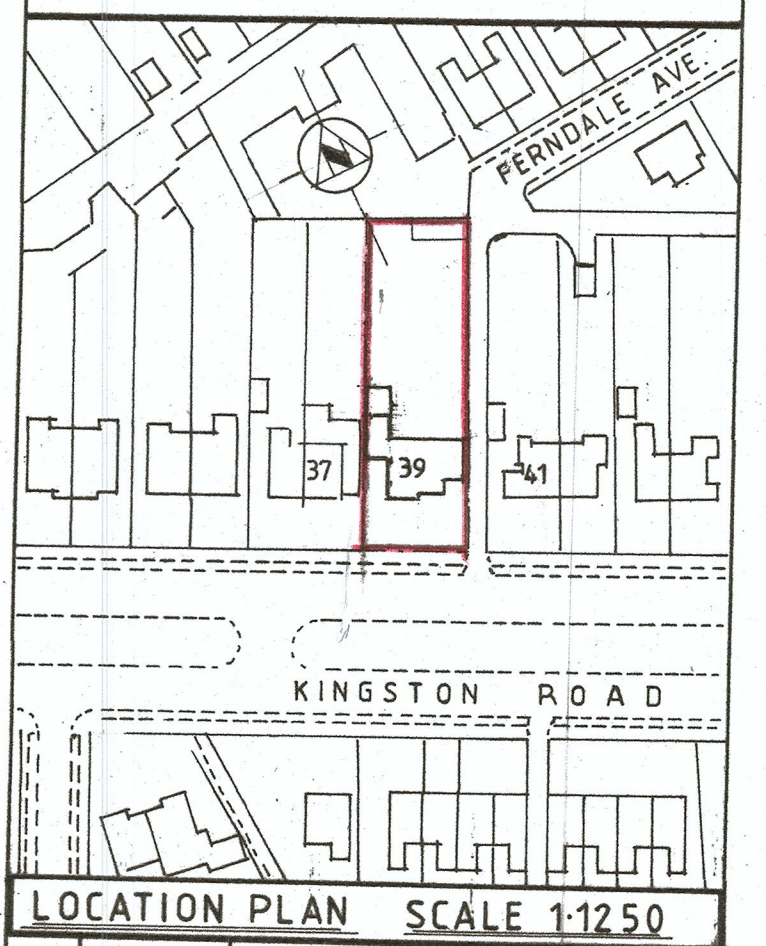 FERNDALE AVE.
N
37
39
41
KINGSTON ROAD
LOCATION PLAN SCALE 1·1250